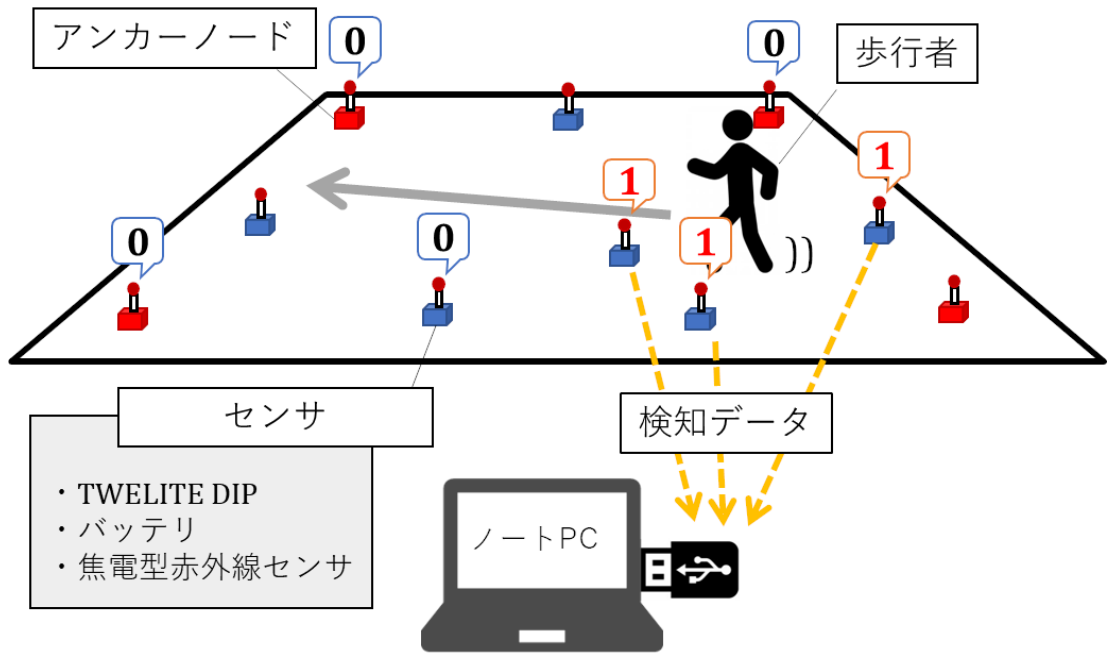 アンカーノード
0
0
歩行者
1
1
0
0
1
センサ
検知データ
・TWELITE DIP
・バッテリ
・焦電型赤外線センサ
ノートPC